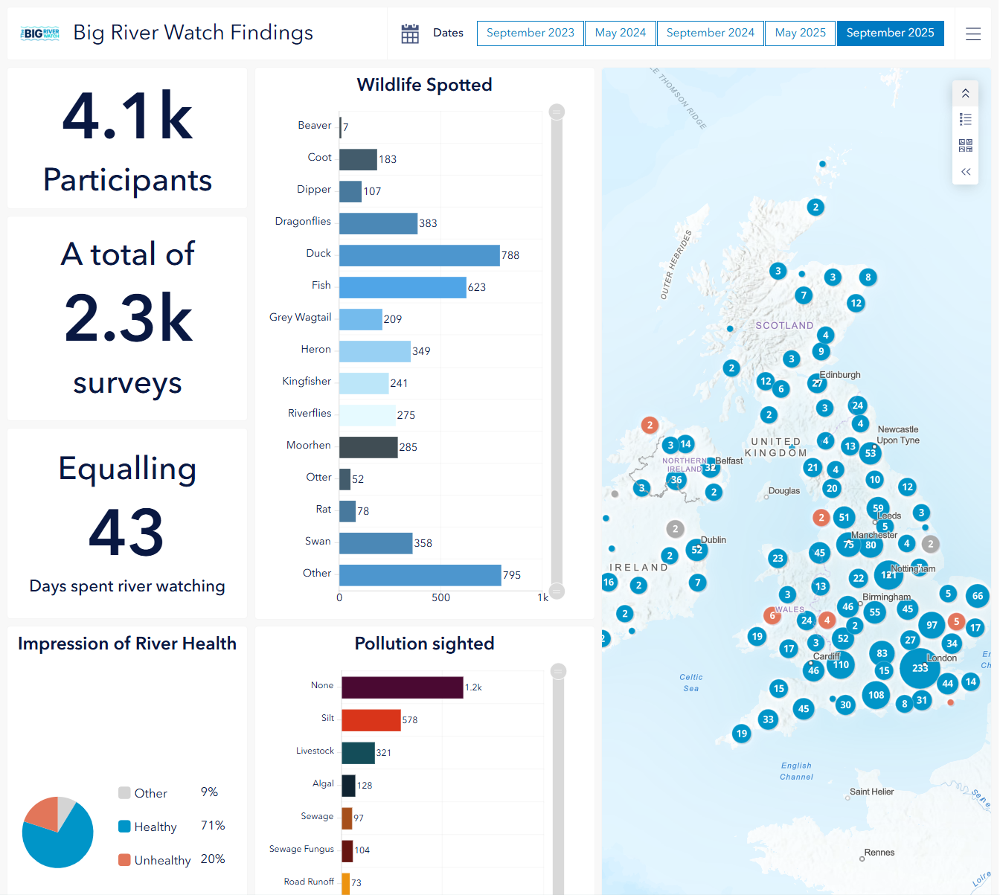 The BIG RIVER WATCH
Big River Watch Findings
Dates
September 2023
May 2024
September 2024
May 2025
September 2025
4.1k
Participants
A total of
2.3k
surveys
Equalling
43
Days spent river watching
Impression of River Health
Other 9%
Healthy 71%
Unhealthy 20%
Wildlife Spotted
Beaver 7
Coot 183
Dipper 107
Dragonflies 383
Duck 788
Fish 623
Grey Wagtail 209
Heron 349
Kingfisher 241
Riverflies 275
Moorhen 285
Otter 52
Rat 78
Swan 358
Other 795
0 500 1k
Pollution sighted
None 1.2k
Silt 578
Livestock 321
Algal 128
Sewage 97
Sewage Fungus 104
Road Runoff 73
LE THOMSON RIDGE
2
OUTER HEBRIDES
3
3
8
7
12
SCOTLAND
4
9
3
2
12
6
27
Edinburgh
3
24
2
4
2
Newclastle
Upon Tyne
3
14
UNITED
KINGDOM
4
13
53
NORTHERN
IRELAND
32
Belfast
21
4
36
10
3
2
Douglas
20
12
59
3
2
51
Leeds
5
2
Manchester
75
80
4
2
52
Dublin
2
23
45
IRELAND
121
Nottingham
7
16
2
7
22
13
3
5
66
Birmingham
46
55
45
2
WALES
6
24
4
2
97
5
17
2
19
52
27
34
17
3
83
Cardiff
110
London
46
15
233
Celtic
Sea
44
14
15
108
8
31
30
45
33
19
English
Channel
Saint Helier
Rennes
Seine
Loire